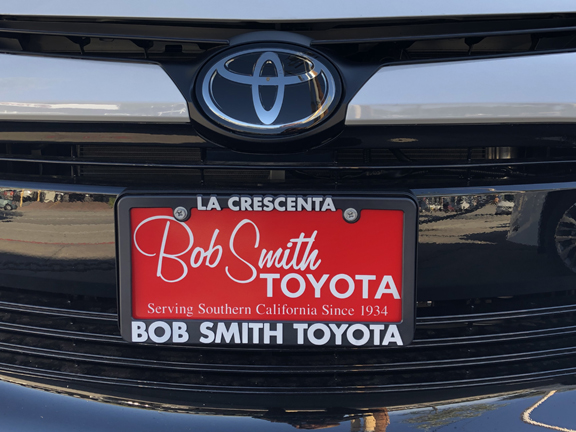 LA CRESCENTA
Bob Smith
TOYOTA
Serving Southern California Since 1934
BOB SMITH TOYOTA